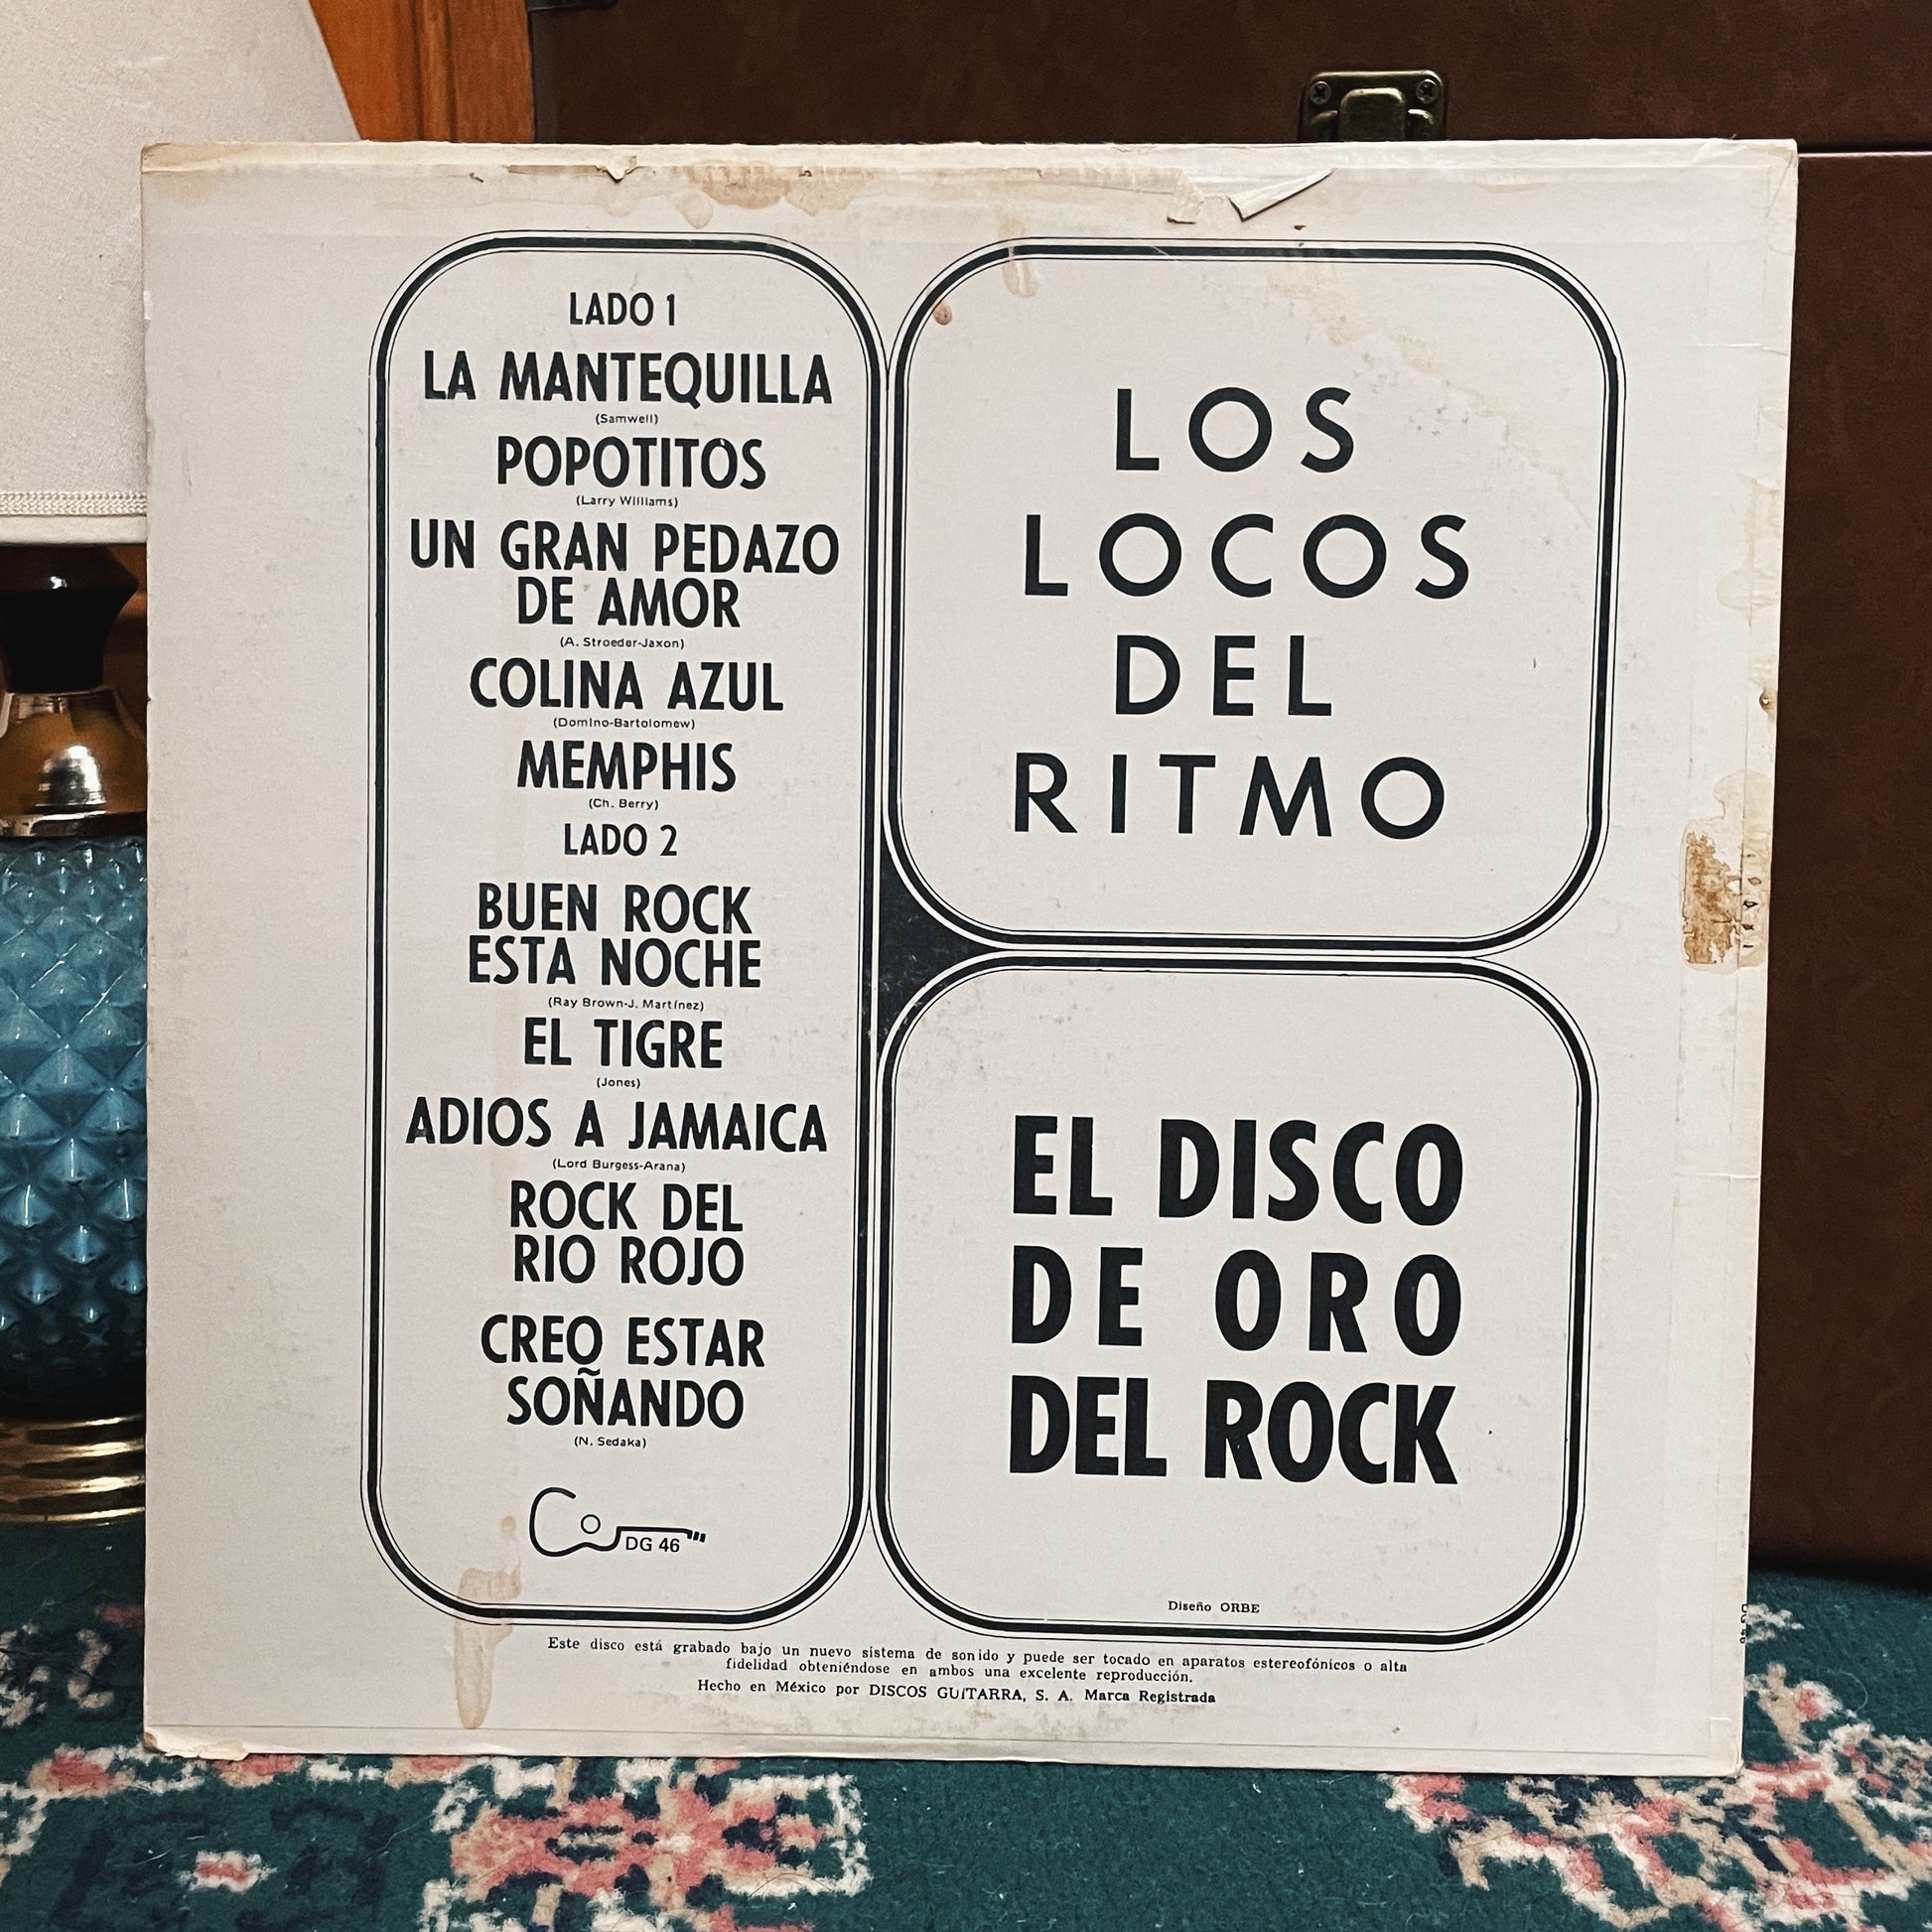 LADO 1
LA MANTEQUILLA
(Samwell)
POPOTITOS
(Larry Williams)
UN GRAN PEDAZO
DE AMOR
(A. Stroeder-Jaxon)
COLINA AZUL
(Domino-Bartolomew)
MEMPHIS
(Ch. Berry)
LADO 2
BUEN ROCK
ESTA NOCHE
(Ray Brown-J. Martínez)
EL TIGRE
(Jones)
ADIOS A JAMAICA
(Lord Burgess-Arana)
ROCK DEL
RIO ROJO
CREO ESTAR
SOÑANDO
(N. Sedaka)
DG 46
LOS
LOCOS
DEL
RITMO
EL DISCO
DE ORO
DEL ROCK
Diseño ORBE
Este disco está grabado bajo un nuevo sistema de sonido y puede ser tocado en aparatos estereofónicos o alta
fidelidad obteniéndose en ambos una excelente reproducción.
Hecho en México por DISCOS GUITARRA, S. A. Marca Registrada
DG 46